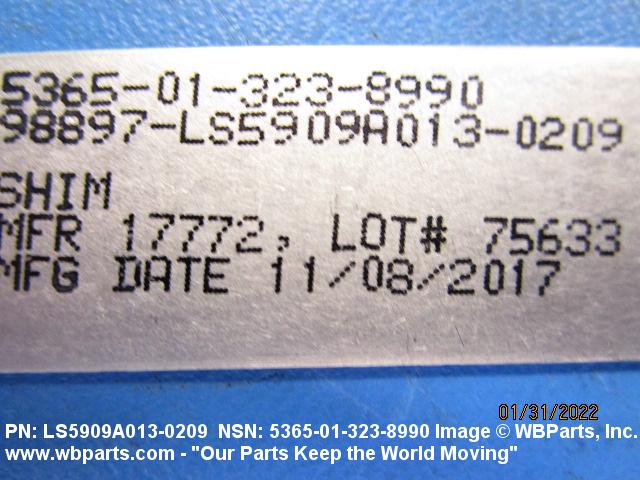 5365-01-323-8990
98897-LS5909A013-0209
SHIM
MFR 17772, LOT# 75633
MFG DATE 11/08/2017
01/31/2022
PN: LS5909A013-0209 NSN: 5365-01-323-8990 Image © WBParts, Inc.
www.wbparts.com - "Our Parts Keep the World Moving"